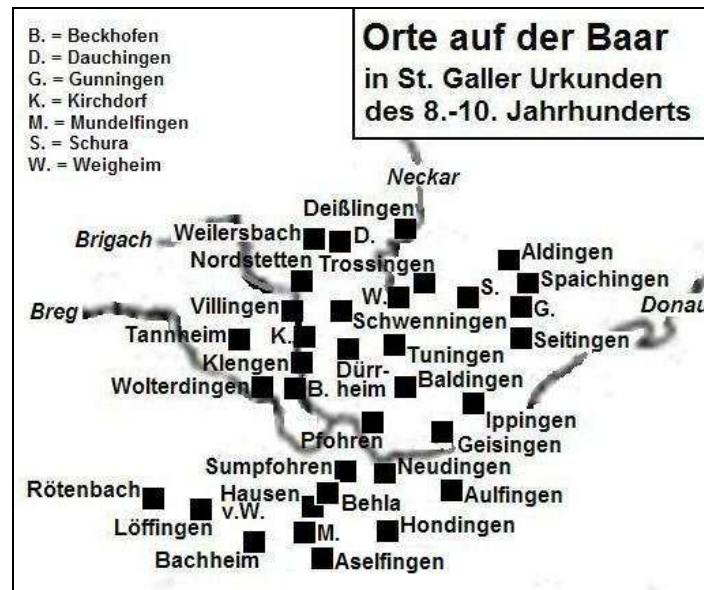 B. = Beckhofen
D. = Dauchingen
G. = Gunningen
K. = Kirchdorf
M. = Mundelfingen
S. = Schura
W. = Weigheim
Orte auf der Baar
in St. Galler Urkunden
des 8.-10. Jahrhunderts
Neckar
Deißlingen
Brigach
Weilersbach
D.
Nordstetten
Trossingen
Aldingen
Spaichingen
Breg
Villingen
W.
S.
G.
Donau
Schwenningen
Tannheim
K.
Seitingen
Klengen
Dürr-
heim
Tuningen
Wolterdingen
B.
Baldingen
Ippingen
Pfohren
Geisingen
Sumpfohren
Neudingen
Rötenbach
Hausen
v.W.
Behla
Aulfingen
Löffingen
M.
Hondingen
Bachheim
Aselfingen